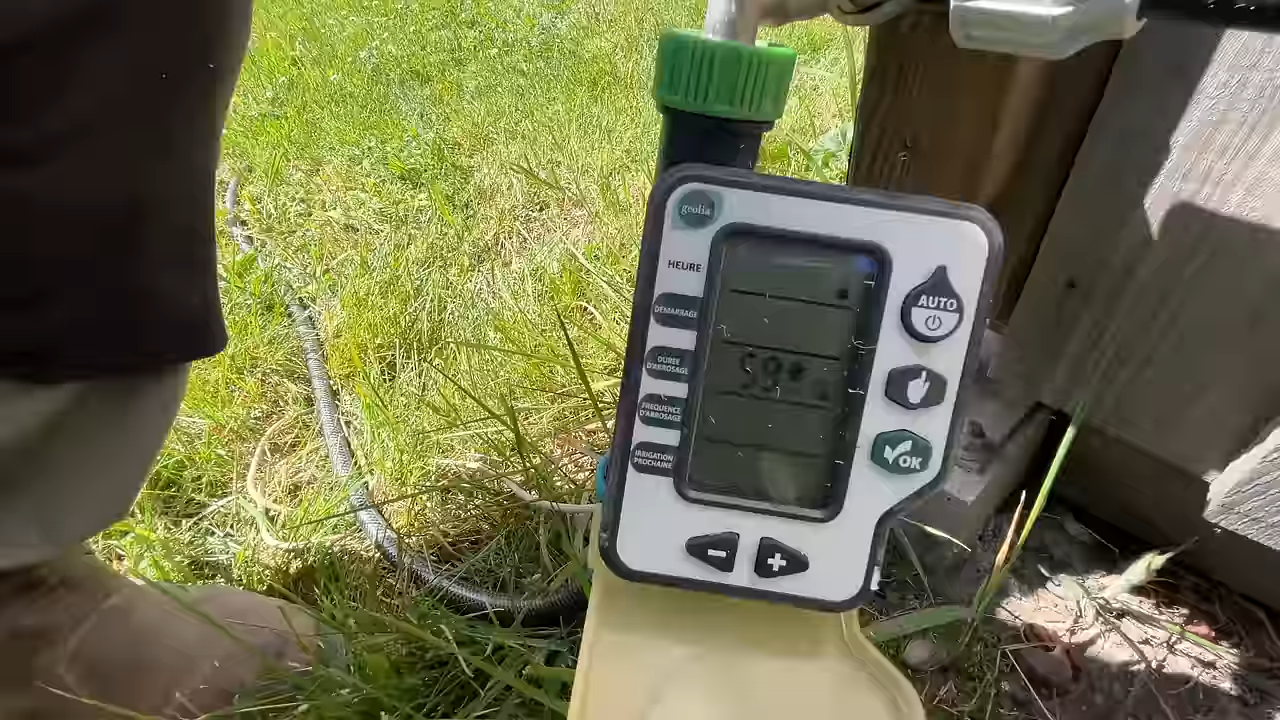 geolia
HEURE
DEMARRAGE
DUREE
D'ARROSAGE
FREQUENCE
D'ARROSAGE
IRRIGATION
PROCHAINE
AUTO
OK
- +